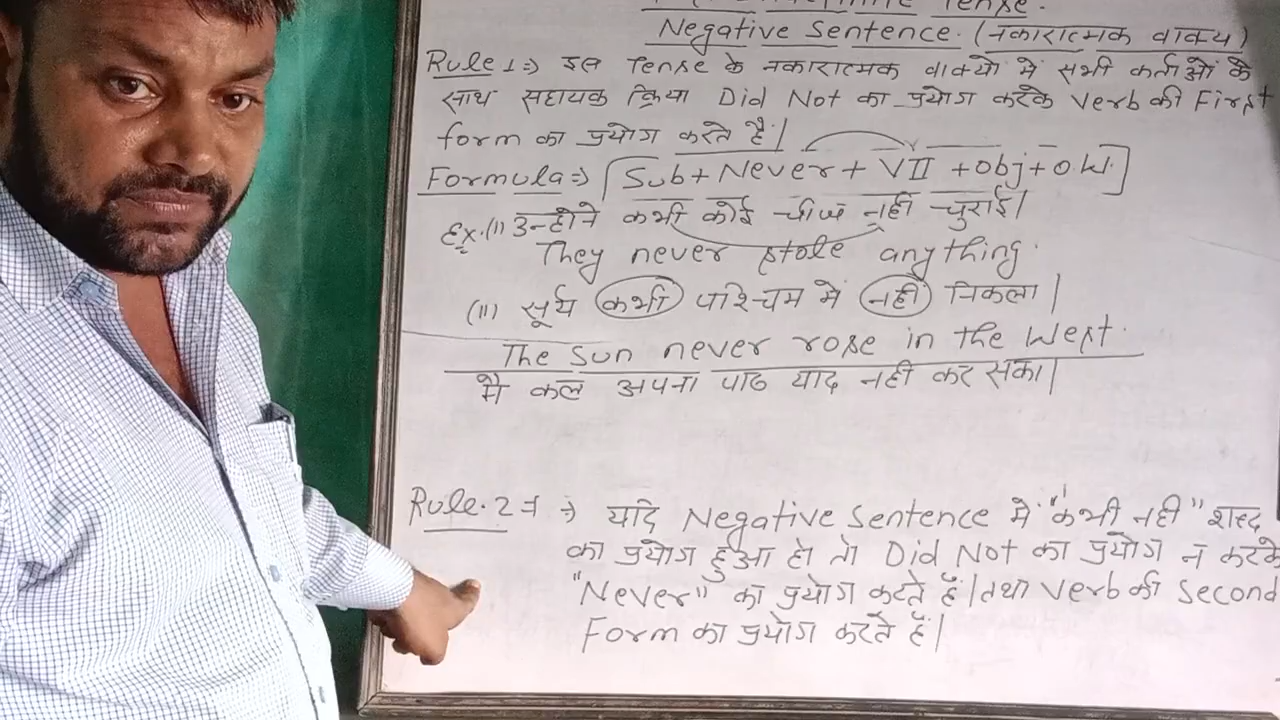 Tense.
Negative Sentence. (नकारात्मक वाक्य)
Rule 1 ⇒ इस Tense के नकारात्मक वाक्यों में सभी कर्ताओं के
साथ सहायक क्रिया Did Not का प्रयोग करके Verb की First
form का प्रयोग करते है।
Formula ⇒ [Sub + Never + VII + obj + O.W.]
Ex. (i) उन्होने कभी कोई चीज नही चुराई।
They never stole anything.
(ii) सूर्य कभी पश्चिम में नही निकला।
The Sun never rose in the West.
मै कल अपना पाठ याद नही कर सका।
Rule. 2 ⇒ यदि Negative Sentence मे "कभी नही" शब्द
का प्रयोग हुआ हो तो Did Not का प्रयोग न करके
"Never" का प्रयोग करते हैं। तथा Verb की Second
Form का प्रयोग करते हैं।